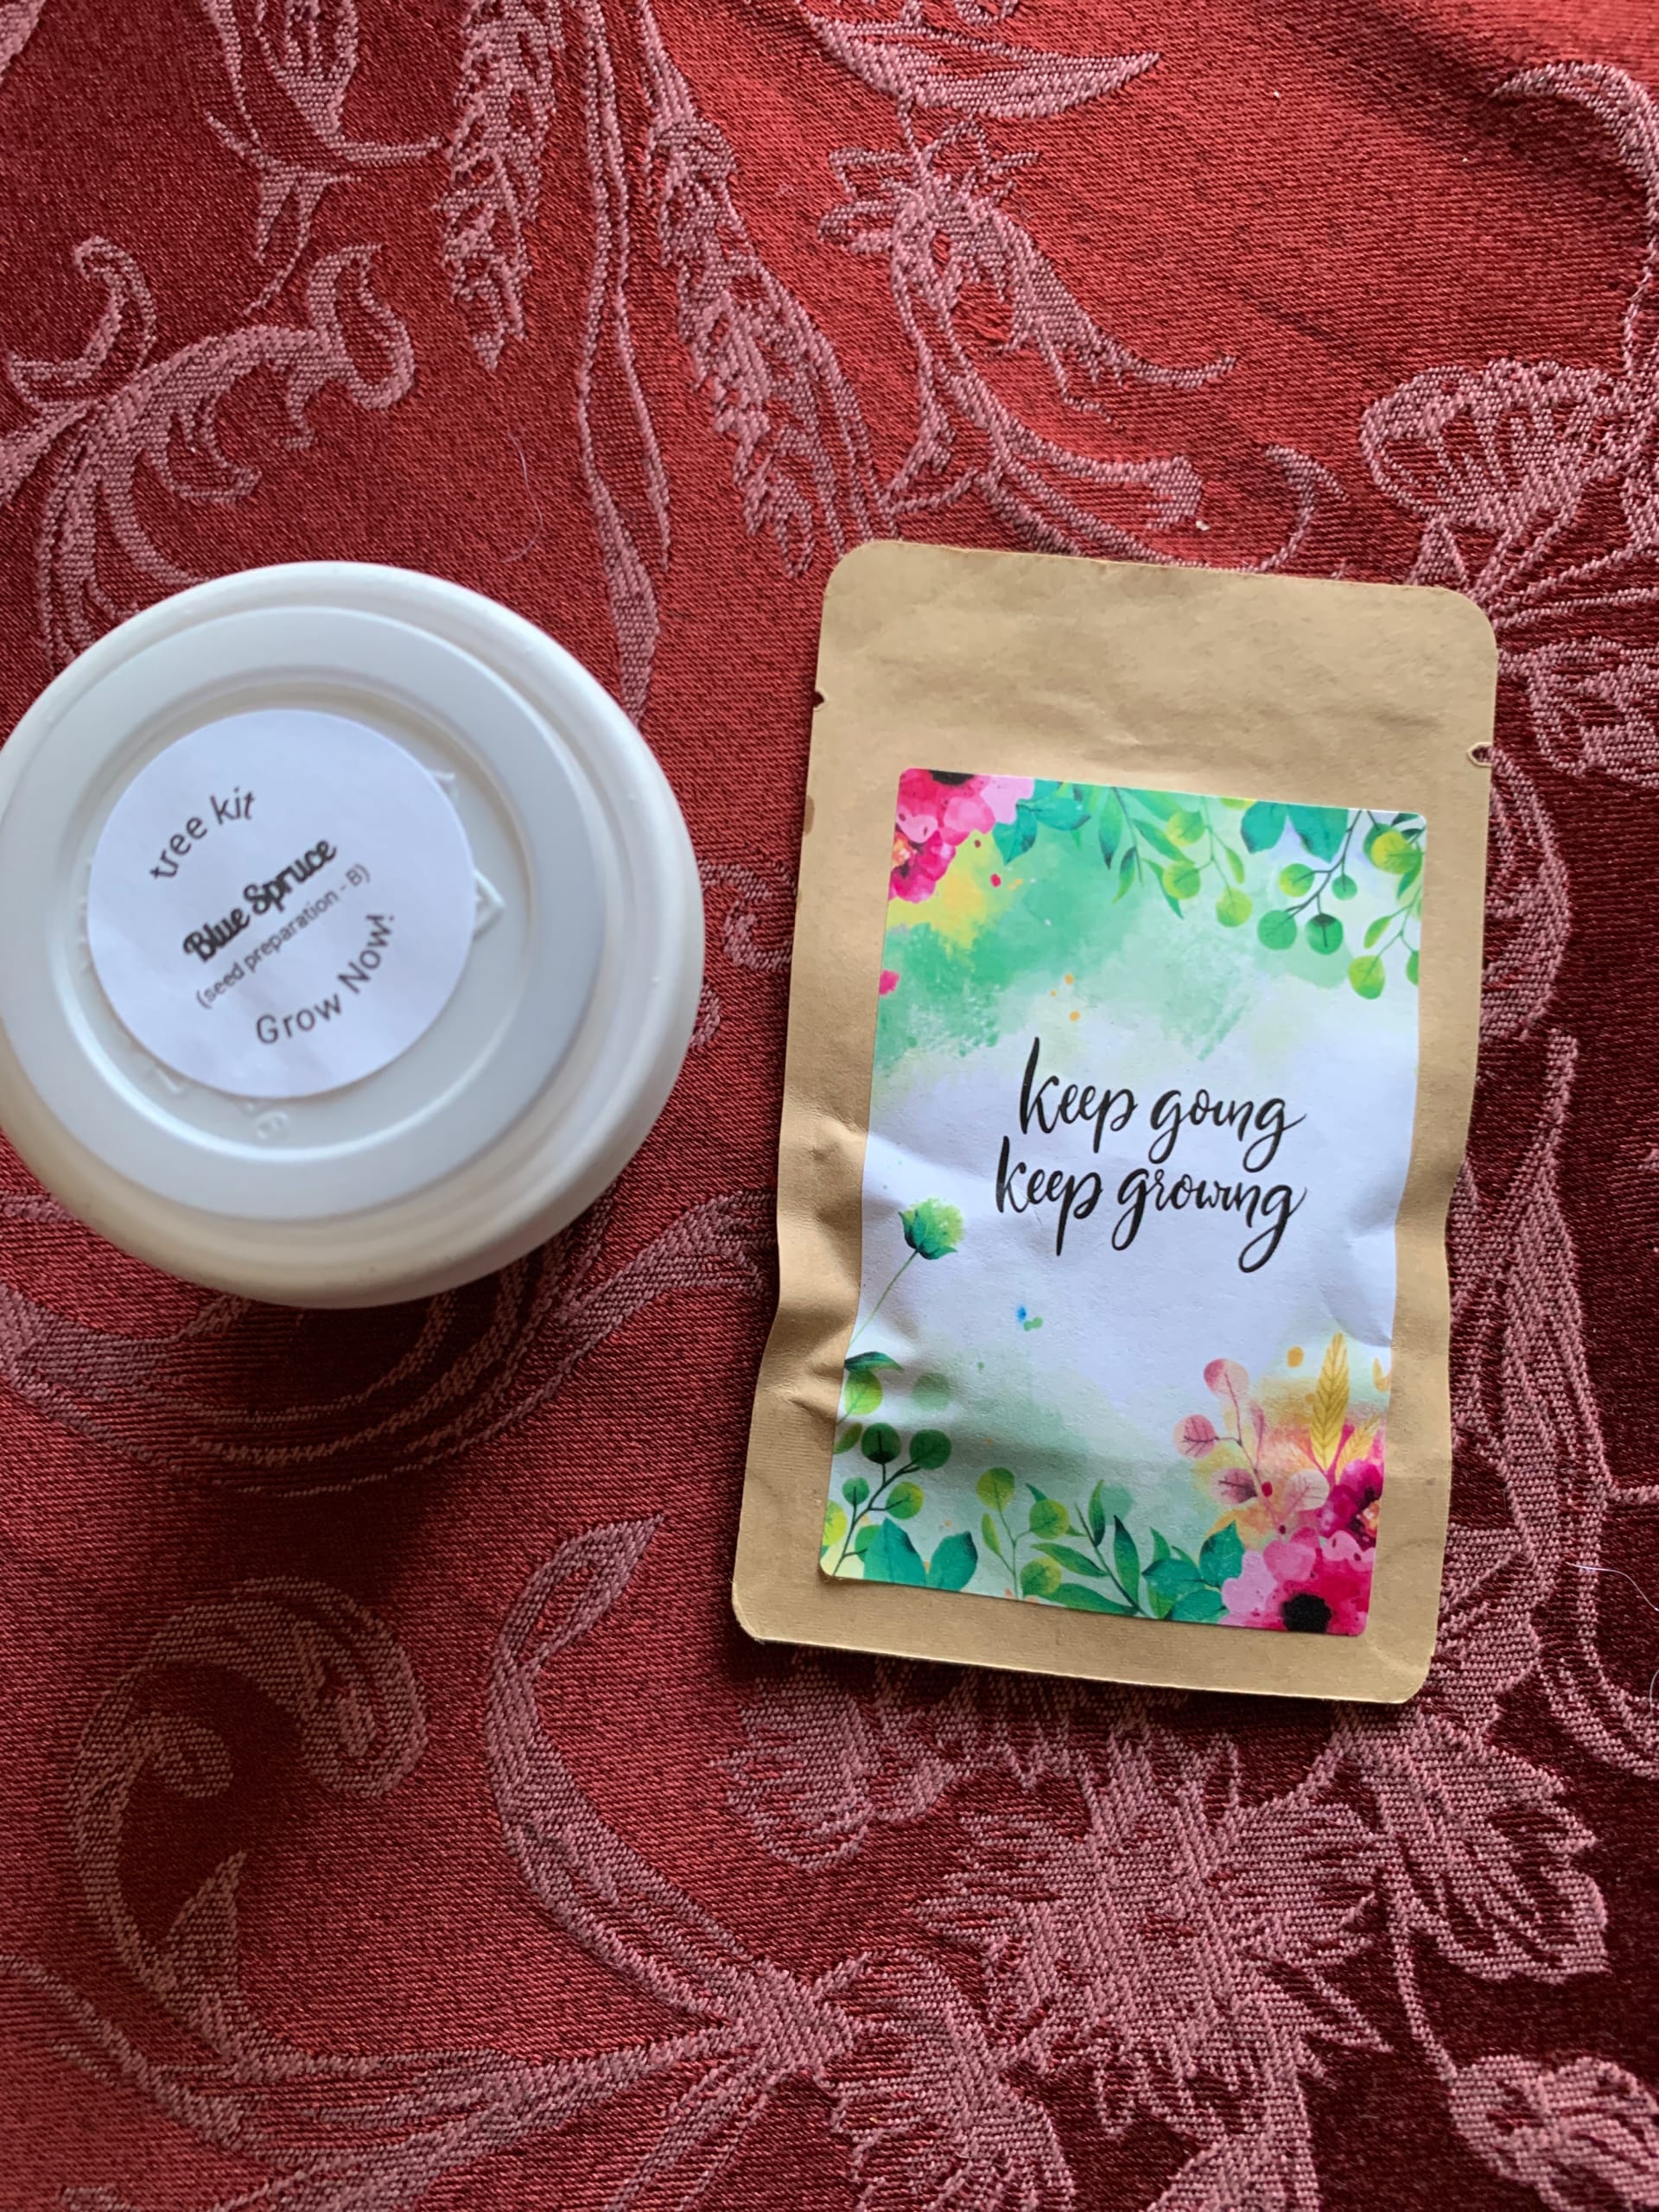 tree kit
Blue Spruce
(seed preparation - B)
Grow Now!
keep going
keep growing